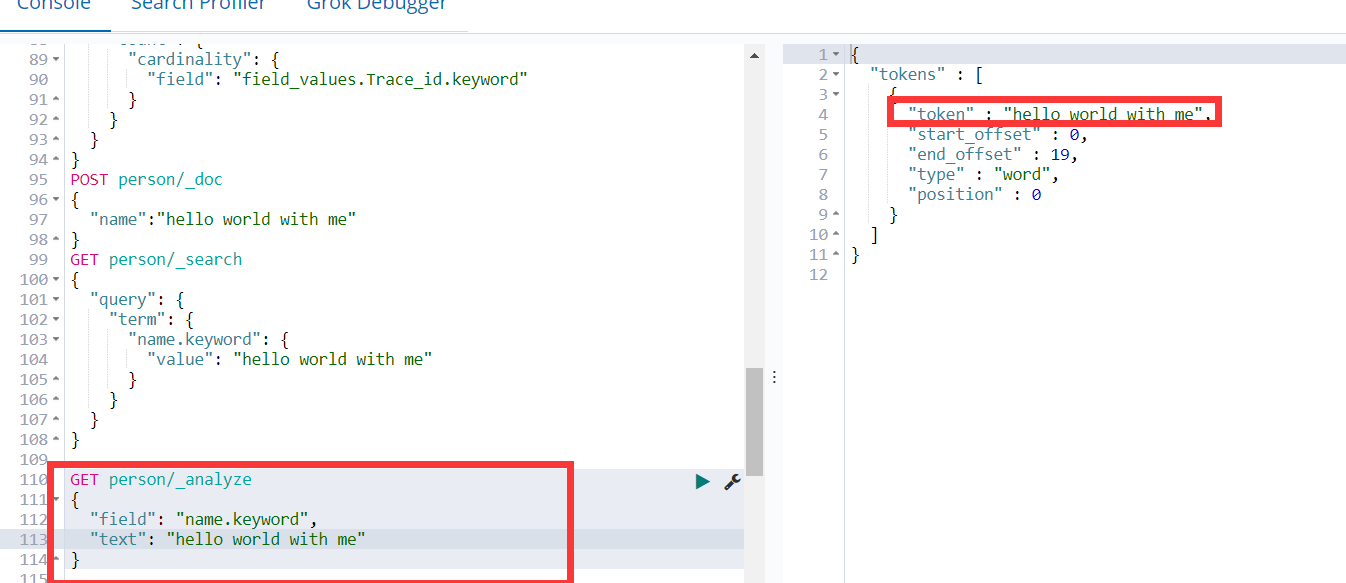 Console Search Profiler Grok Debugger
89 "cardinality": {
90 "field": "field_values.Trace_id.keyword"
91 }
92 }
93 }
94 }
95 POST person/_doc
96 {
97 "name":"hello world with me"
98 }
99 GET person/_search
100 {
101 "query": {
102 "term": {
103 "name.keyword": {
104 "value": "hello world with me"
105 }
106 }
107 }
108 }
109
110 GET person/_analyze
111 {
112 "field": "name.keyword",
113 "text": "hello world with me"
114 }
115
1 {
2 "tokens" : [
3 {
4 "token" : "hello world with me",
5 "start_offset" : 0,
6 "end_offset" : 19,
7 "type" : "word",
8 "position" : 0
9 }
10 ]
11 }
12